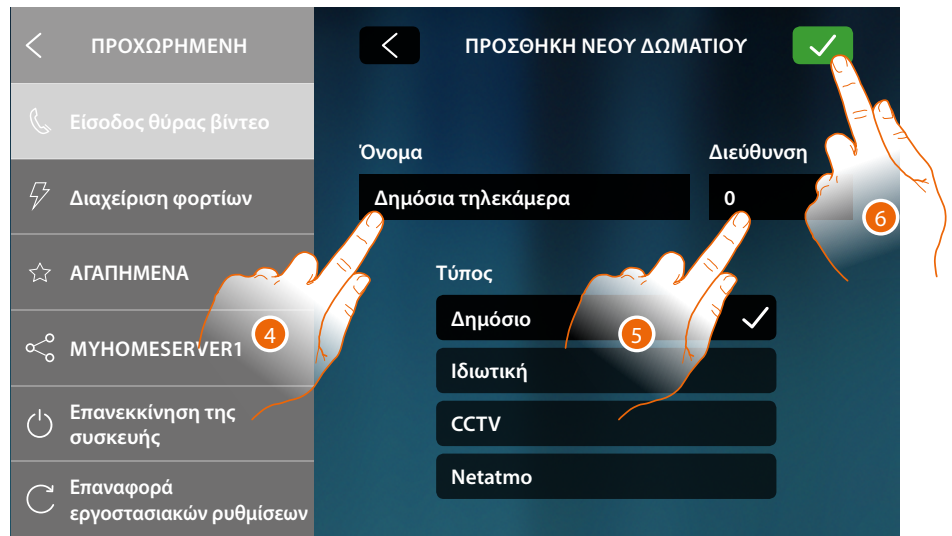 ΠΡΟΧΩΡΗΜΕΝΗ
Είσοδος θύρας βίντεο
Διαχείριση φορτίων
ΑΓΑΠΗΜΕΝΑ
MYHOMESERVER1
Επανεκκίνηση της
συσκευής
Επαναφορά
εργοστασιακών ρυθμίσεων
ΠΡΟΣΘΗΚΗ ΝΕΟΥ ΔΩΜΑΤΙΟΥ
Όνομα
Διεύθυνση
Δημόσια τηλεκάμερα
0
Τύπος
Δημόσιο
Ιδιωτική
CCTV
Netatmo
4
5
6